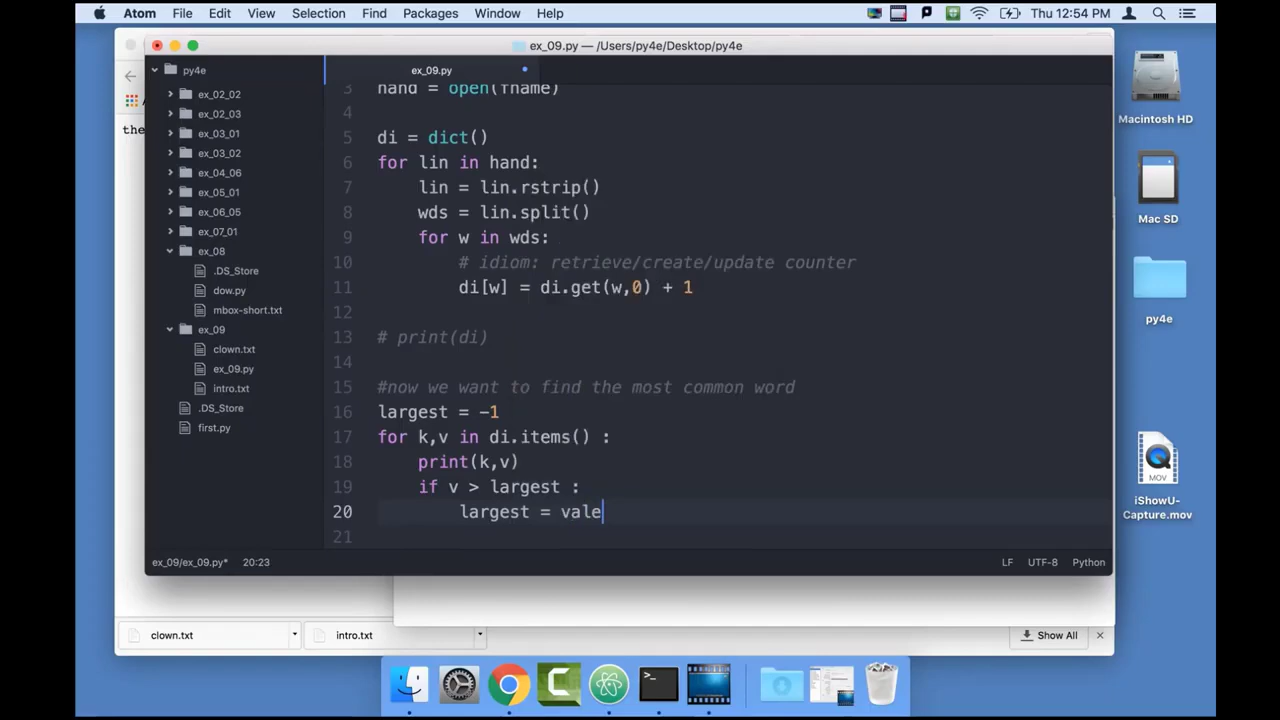 Atom File Edit View Selection Find Packages Window Help Thu 12:54 PM
ex_09.py — /Users/py4e/Desktop/py4e
py4e
ex_02_02
ex_02_03
ex_03_01
ex_03_02
ex_04_06
ex_05_01
ex_06_05
ex_07_01
ex_08
.DS_Store
dow.py
mbox-short.txt
ex_09
clown.txt
ex_09.py
intro.txt
.DS_Store
first.py
the
ex_09.py
3 hand = open(fname)
4
5 di = dict()
6 for lin in hand:
7 lin = lin.rstrip()
8 wds = lin.split()
9 for w in wds:
10 # idiom: retrieve/create/update counter
11 di[w] = di.get(w,0) + 1
12
13 # print(di)
14
15 #now we want to find the most common word
16 largest = -1
17 for k,v in di.items() :
18 print(k,v)
19 if v > largest :
20 largest = vale
21
ex_09/ex_09.py* 20:23 LF UTF-8 Python
clown.txt intro.txt Show All
Macintosh HD
Mac SD
py4e
MOV
iShowU-
Capture.mov